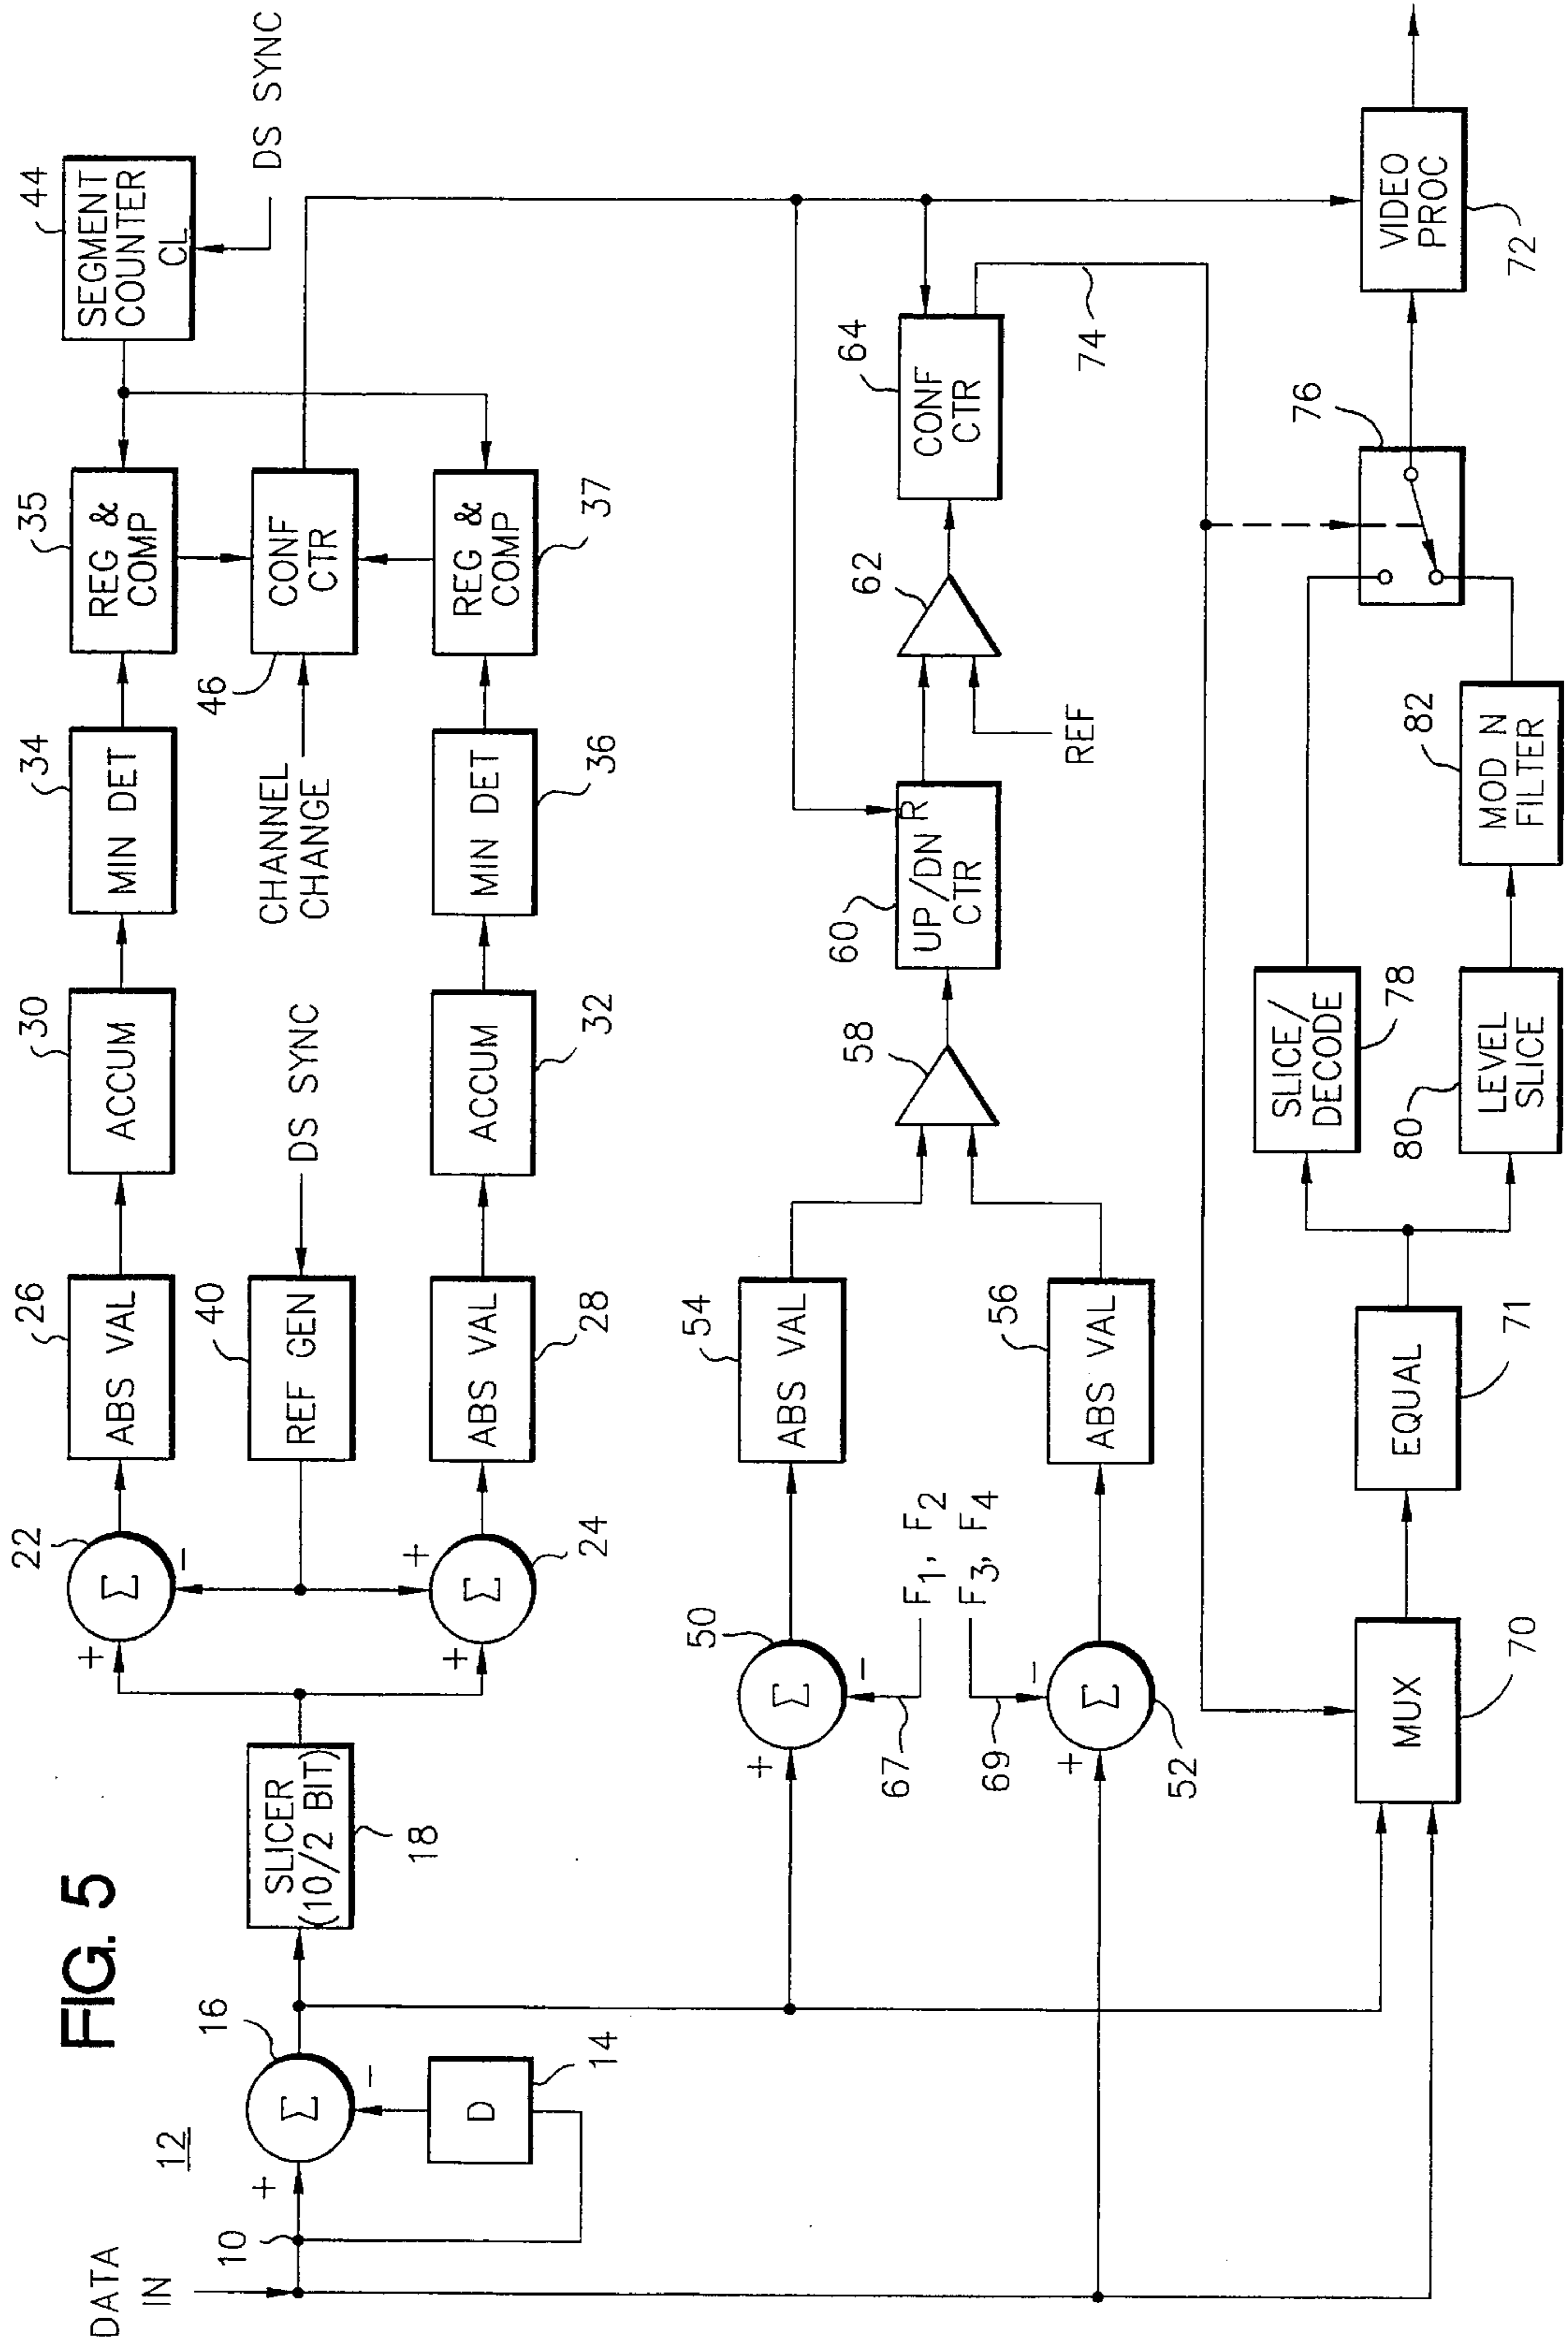 FIG. 5
DATA
IN
10
12
+
Σ
−
16
D
14
SLICER
(10/2 BIT)
18
+
Σ
−
22
+
+
Σ
24
ABS VAL
26
REF GEN
40
DS SYNC
ABS VAL
28
ACCUM
30
ACCUM
32
MIN DET
34
CHANNEL
CHANGE
MIN DET
36
REG &
COMP
35
CONF
CTR
46
REG &
COMP
37
SEGMENT
COUNTER
CL
44
DS SYNC
+
Σ
−
50
F1, F2
67
F3, F4
69
+
Σ
−
52
ABS VAL
54
ABS VAL
56
58
UP/DN
CTR
R
60
REF
62
CONF
CTR
64
74
MUX
70
EQUAL
71
SLICE/
DECODE
78
LEVEL
SLICE
80
MOD N
FILTER
82
76
VIDEO
PROC
72